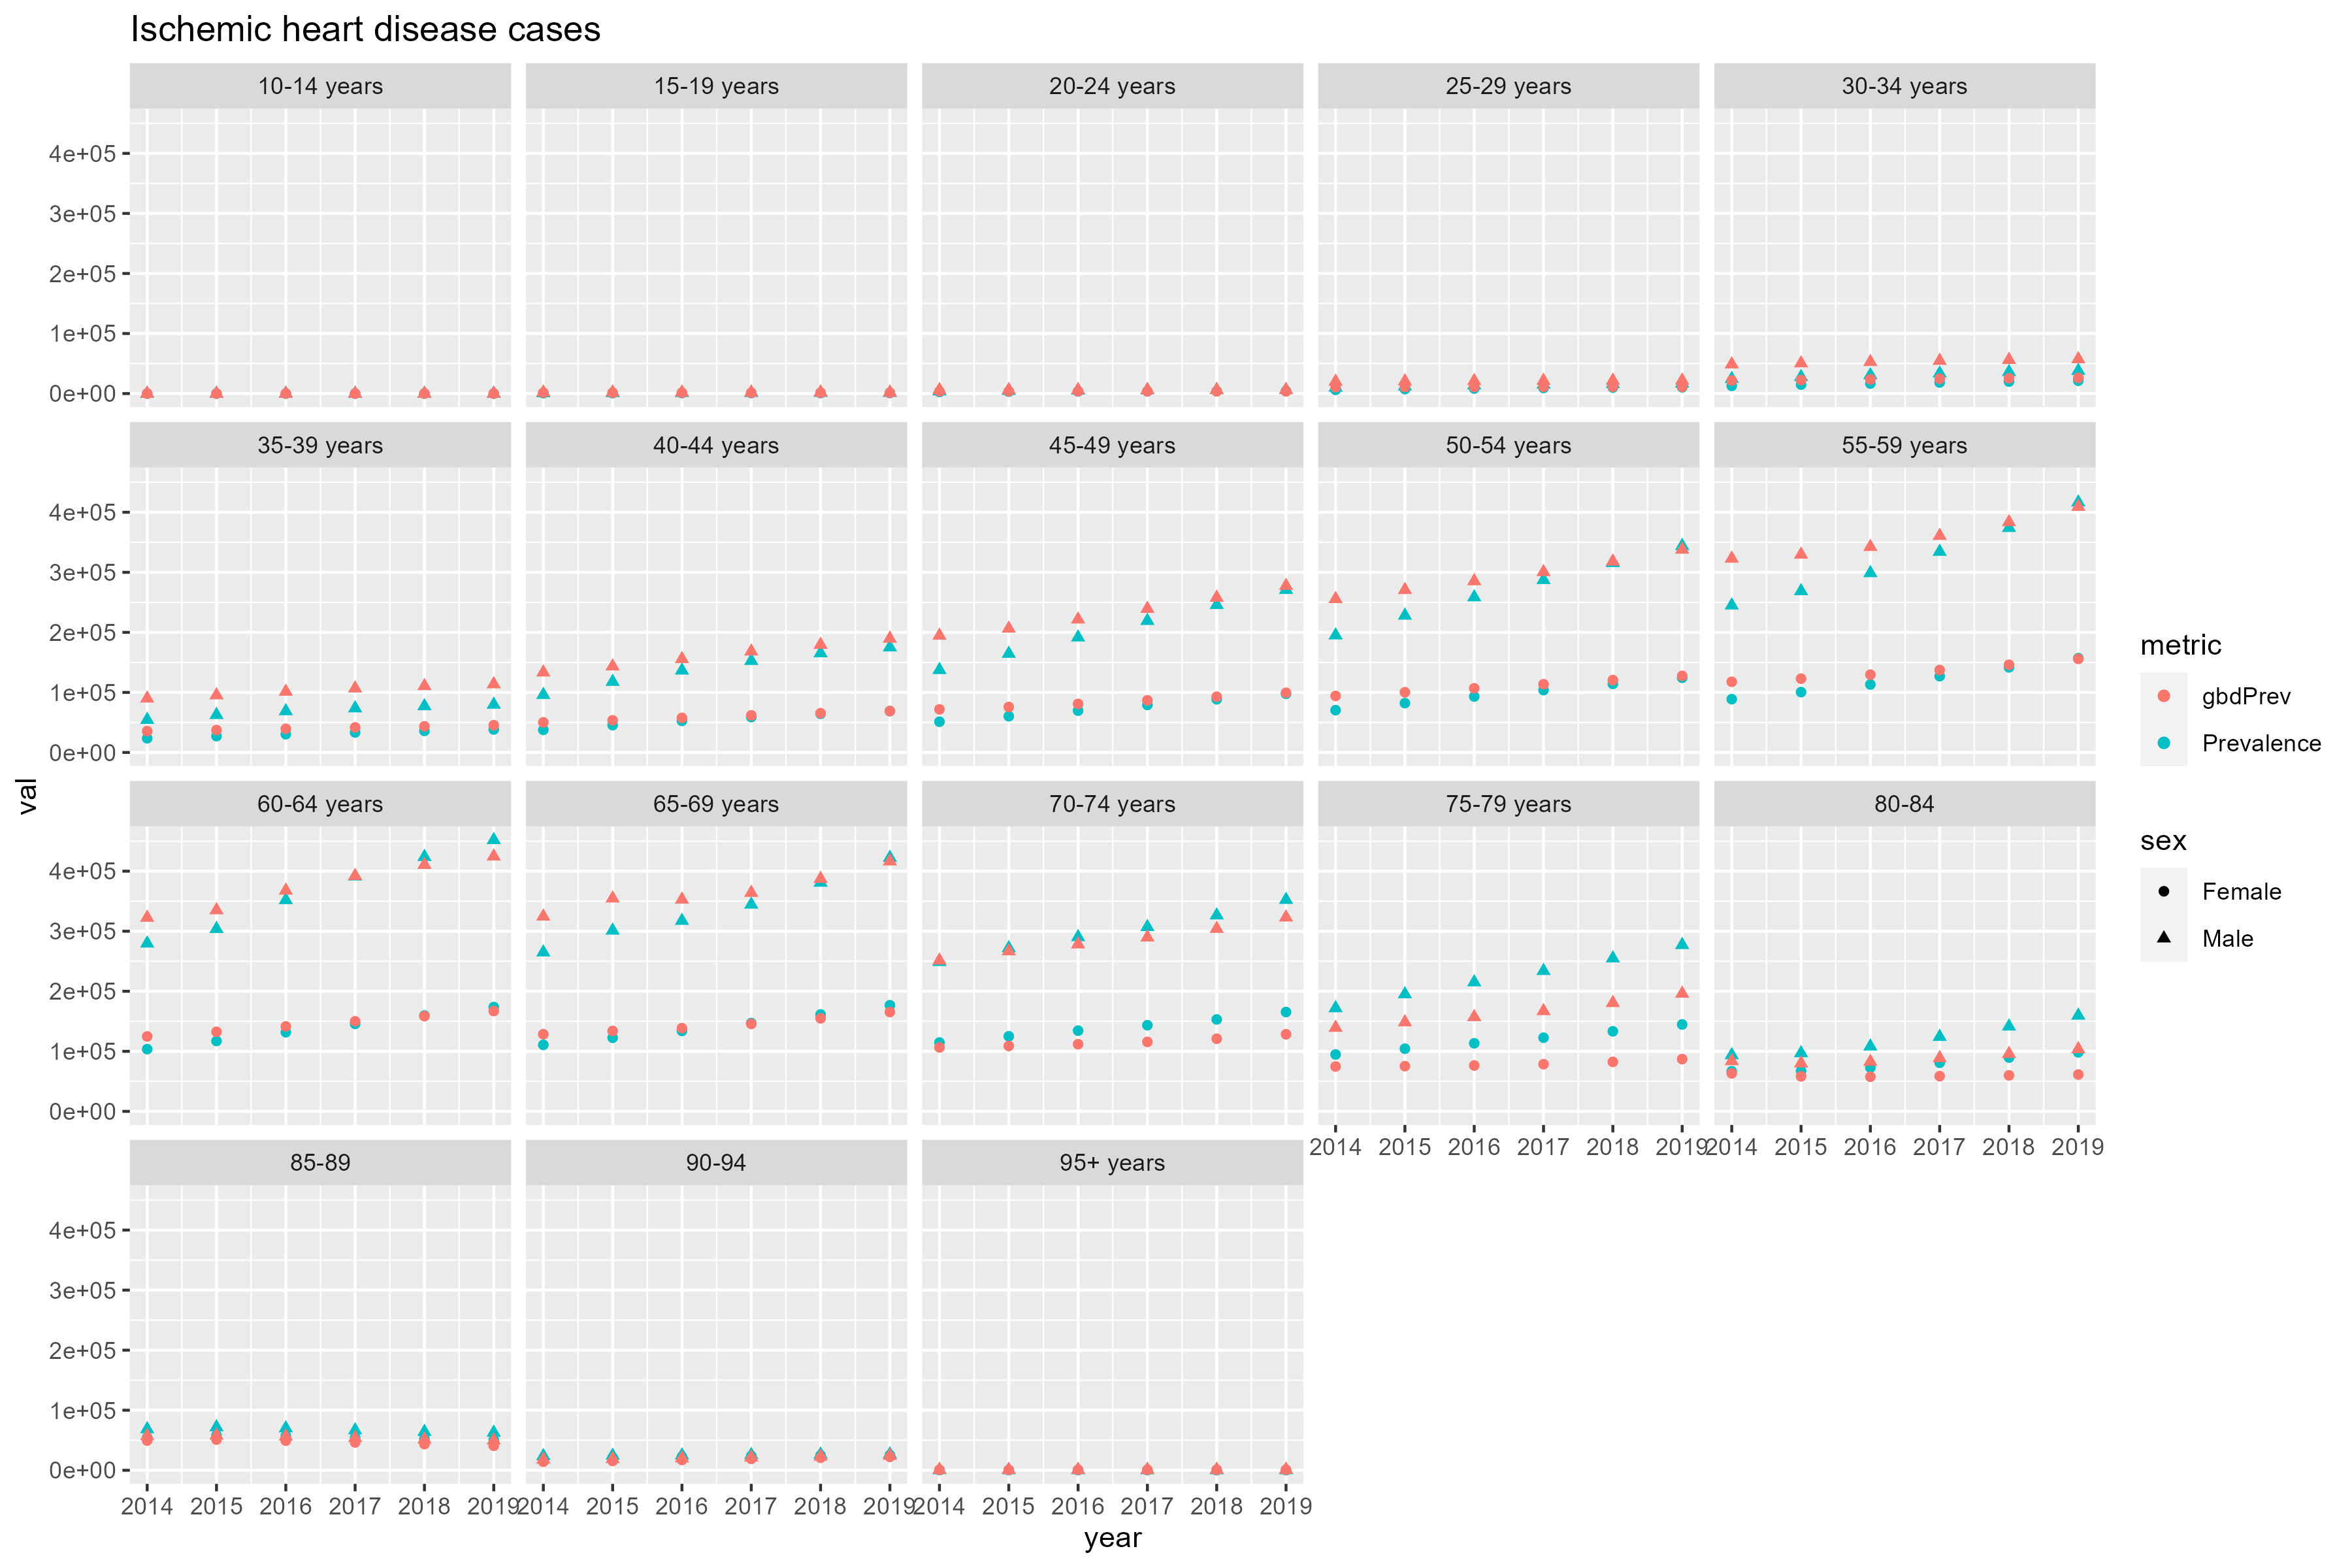 Ischemic heart disease cases
10-14 years 15-19 years 20-24 years 25-29 years 30-34 years
4e+05
3e+05
2e+05
1e+05
0e+00
35-39 years 40-44 years 45-49 years 50-54 years 55-59 years
4e+05
3e+05
2e+05
1e+05
0e+00
60-64 years 65-69 years 70-74 years 75-79 years 80-84
4e+05
3e+05
2e+05
1e+05
0e+00
2014 2015 2016 2017 2018 2019 2014 2015 2016 2017 2018 2019
85-89 90-94 95+ years
4e+05
3e+05
2e+05
1e+05
0e+00
2014 2015 2016 2017 2018 2019 2014 2015 2016 2017 2018 2019 2014 2015 2016 2017 2018 2019
year
val
metric
gbdPrev
Prevalence
sex
Female
Male